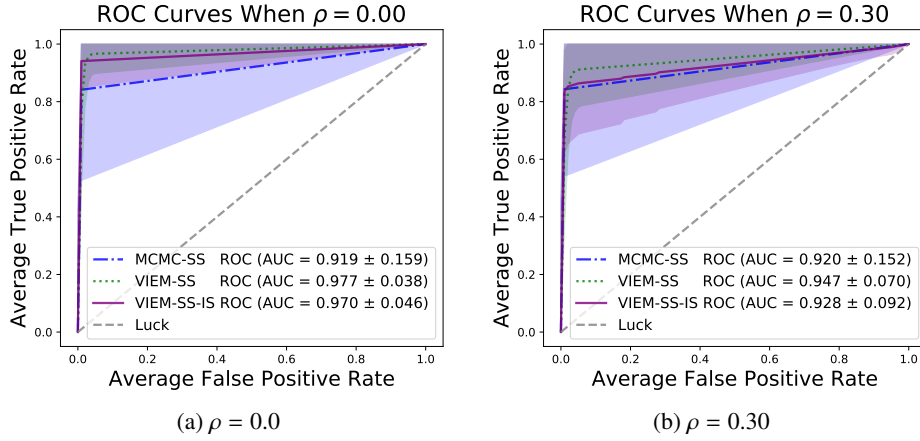 ROC Curves When ρ = 0.00
Average True Positive Rate
1.0
0.8
0.6
0.4
0.2
0.0
MCMC-SS ROC (AUC = 0.919 ± 0.159)
VIEM-SS ROC (AUC = 0.977 ± 0.038)
VIEM-SS-IS ROC (AUC = 0.970 ± 0.046)
Luck
0.0 0.2 0.4 0.6 0.8 1.0
Average False Positive Rate
(a) ρ = 0.0
ROC Curves When ρ = 0.30
Average True Positive Rate
1.0
0.8
0.6
0.4
0.2
0.0
MCMC-SS ROC (AUC = 0.920 ± 0.152)
VIEM-SS ROC (AUC = 0.947 ± 0.070)
VIEM-SS-IS ROC (AUC = 0.928 ± 0.092)
Luck
0.0 0.2 0.4 0.6 0.8 1.0
Average False Positive Rate
(b) ρ = 0.30